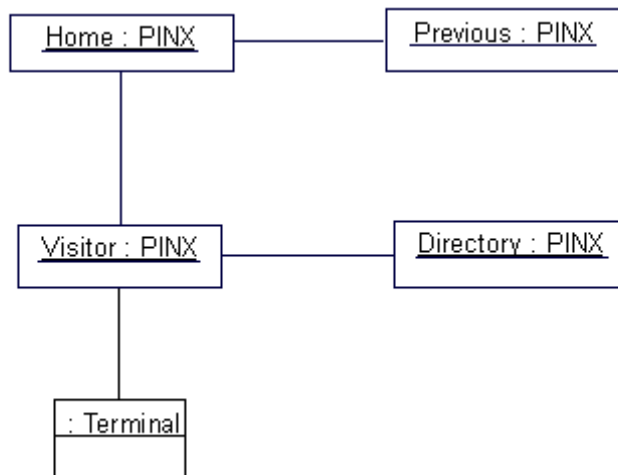 Home : PINX
Previous : PINX
Visitor : PINX
Directory : PINX
: Terminal